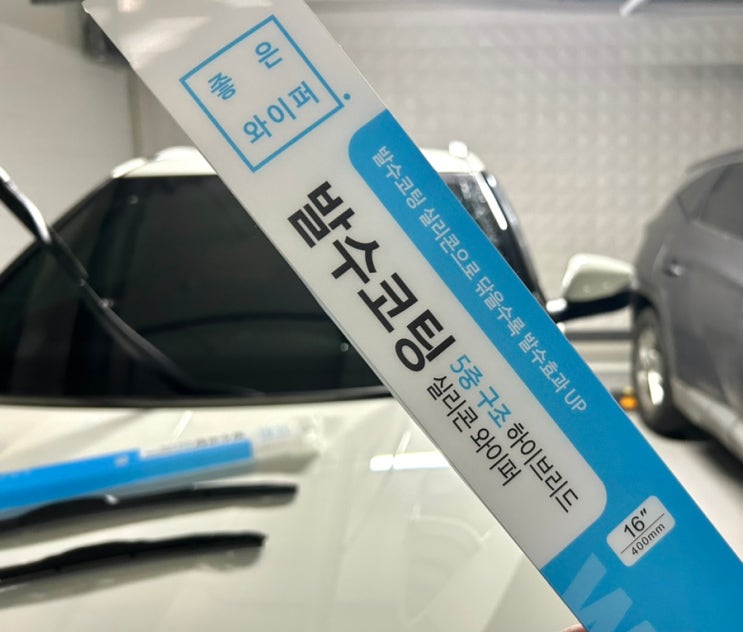 좋은
와이퍼
발수코팅 실리콘으로 닦을수록 발수효과 UP
발수코팅
5중 구조 하이브리드
실리콘 와이퍼
16"
400mm
W